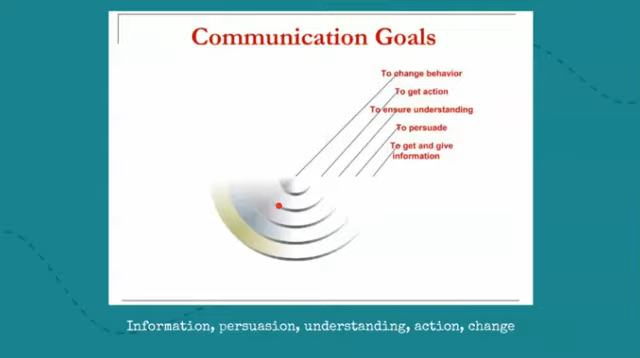 Communication Goals
To change behavior
To get action
To ensure understanding
To persuade
To get and give
information
Information, persuasion, understanding, action, change